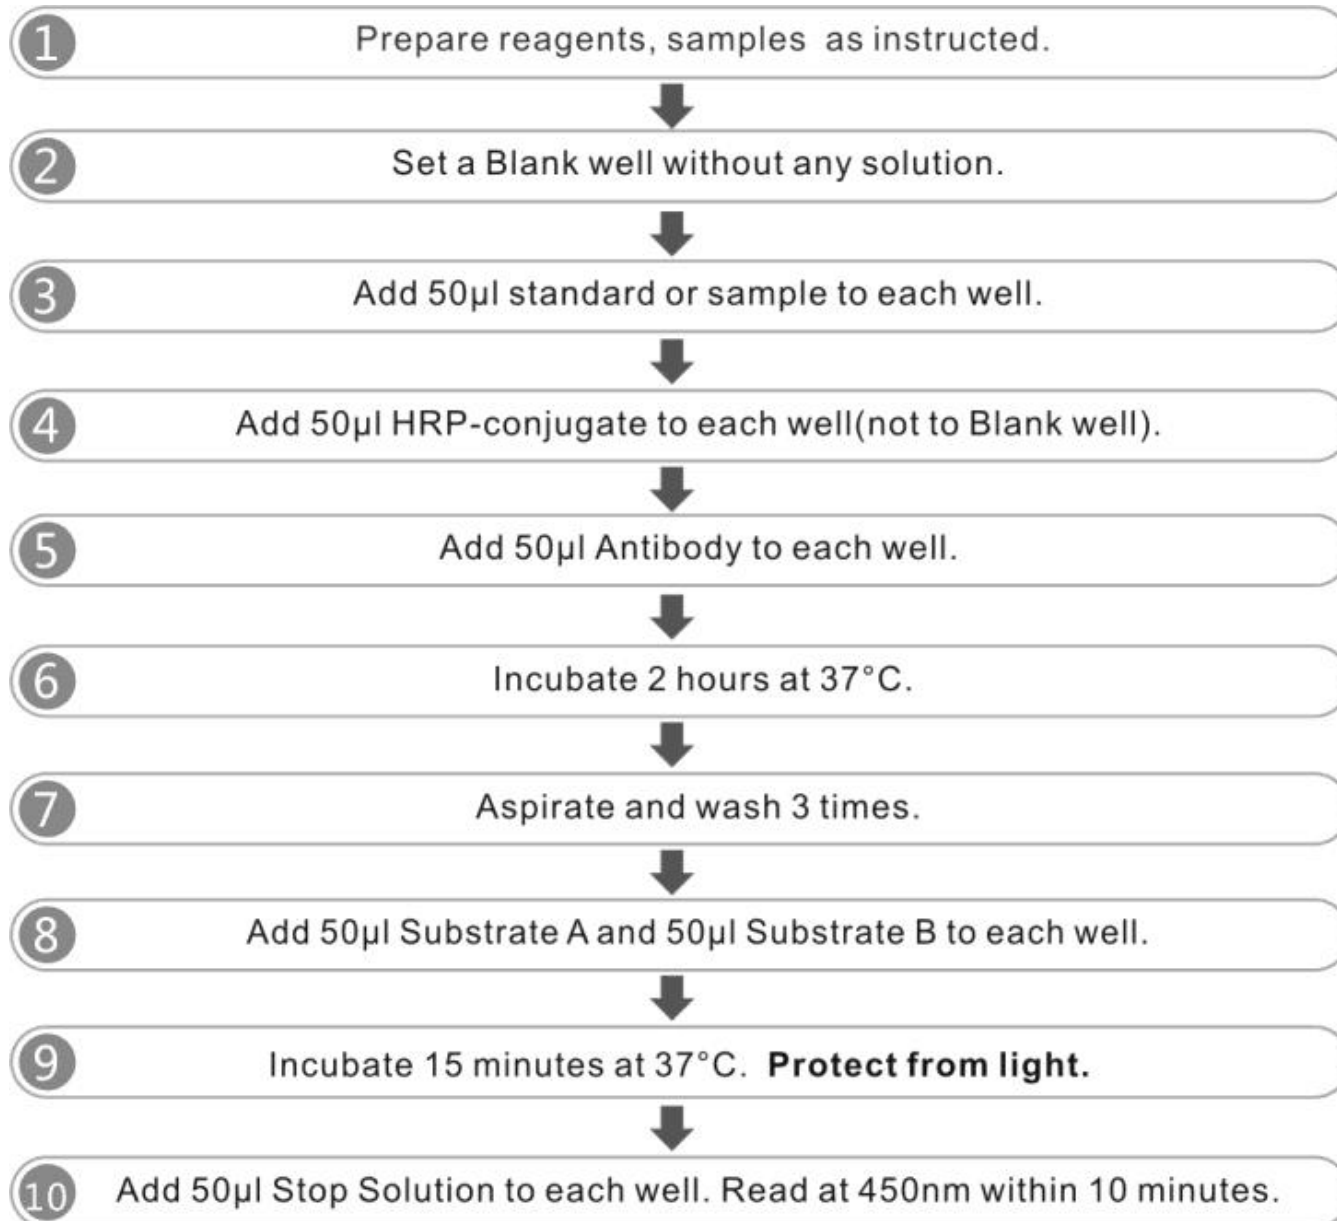 1 Prepare reagents, samples as instructed.
2 Set a Blank well without any solution.
3 Add 50μl standard or sample to each well.
4 Add 50μl HRP-conjugate to each well(not to Blank well).
5 Add 50μl Antibody to each well.
6 Incubate 2 hours at 37°C.
7 Aspirate and wash 3 times.
8 Add 50μl Substrate A and 50μl Substrate B to each well.
9 Incubate 15 minutes at 37°C. Protect from light.
10 Add 50μl Stop Solution to each well. Read at 450nm within 10 minutes.